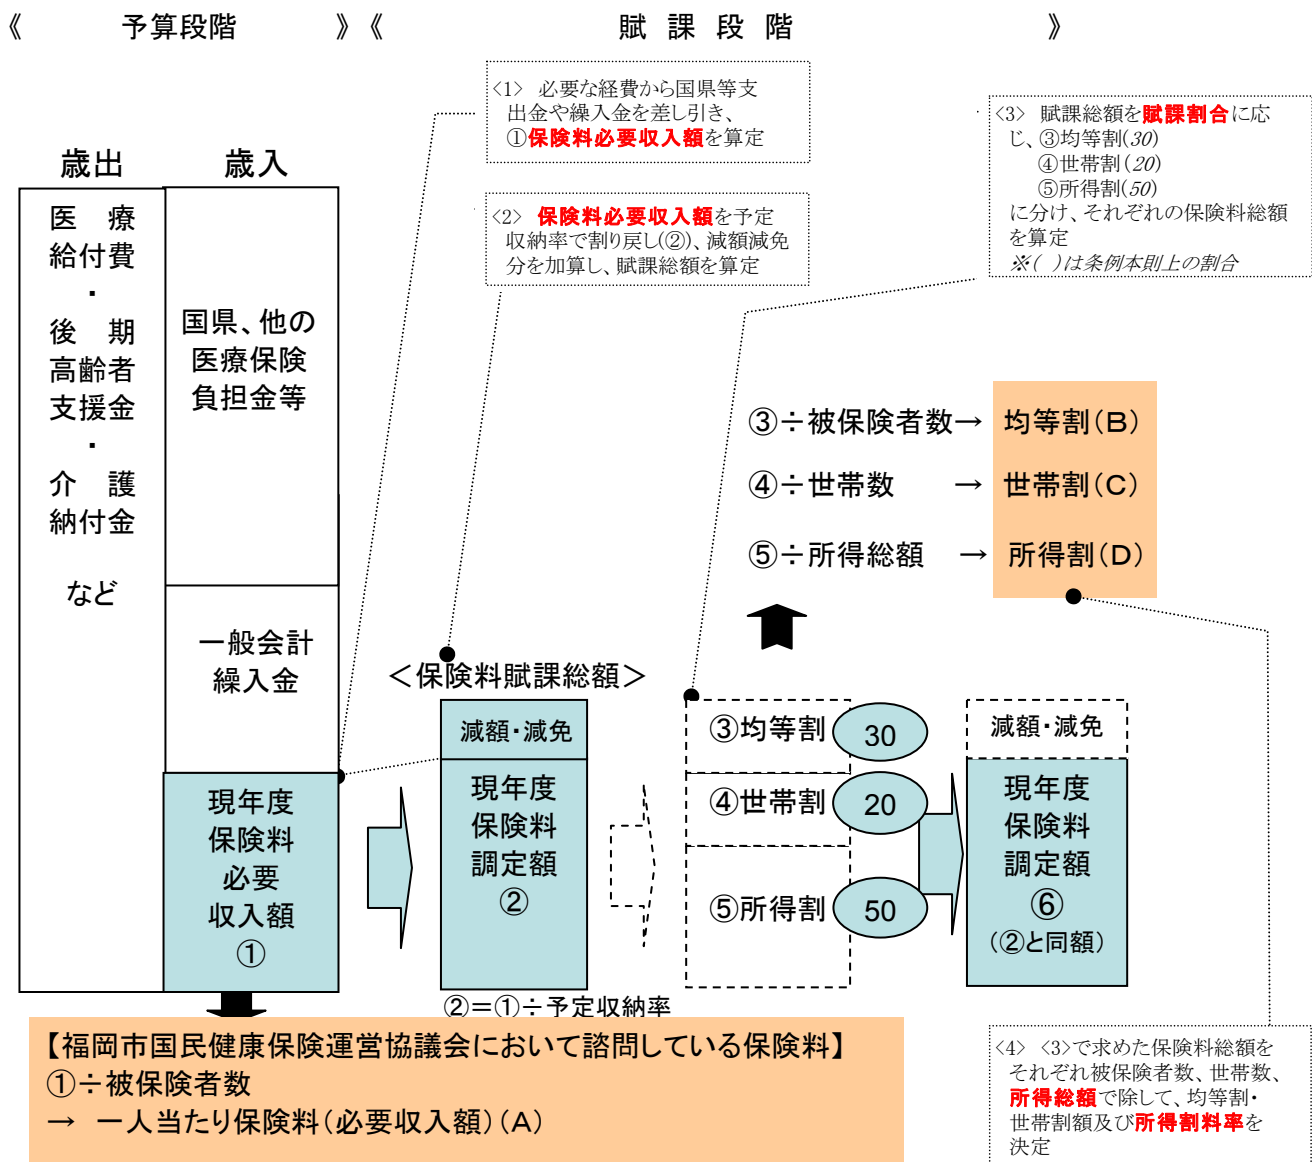 《　予算段階　》《　賦課段階　》
<1> 必要な経費から国県等支
出金や繰入金を差し引き、
①保険料必要収入額を算定
<2> 保険料必要収入額を予定
収納率で割り戻し(②)、減額減免
分を加算し、賦課総額を算定
<3> 賦課総額を賦課割合に応
じ、③均等割(30)
④世帯割(20)
⑤所得割(50)
に分け、それぞれの保険料総額
を算定
※( )は条例本則上の割合
歳出
歳入
医　療
給付費
・
後　期
高齢者
支援金
・
介　護
納付金
など
国県、他の
医療保険
負担金等
一般会計
繰入金
現年度
保険料
必要
収入額
①
③÷被保険者数→ 均等割(B)
④÷世帯数 → 世帯割(C)
⑤÷所得総額 → 所得割(D)
＜保険料賦課総額＞
減額・減免
現年度
保険料
調定額
②
②＝①÷予定収納率
③均等割 30
④世帯割 20
⑤所得割 50
減額・減免
現年度
保険料
調定額
⑥
(②と同額)
【福岡市国民健康保険運営協議会において諮問している保険料】
①÷被保険者数
→ 一人当たり保険料(必要収入額)(A)
<4> <3>で求めた保険料総額を
それぞれ被保険者数、世帯数、
所得総額で除して、均等割・
世帯割額及び所得割料率を
決定